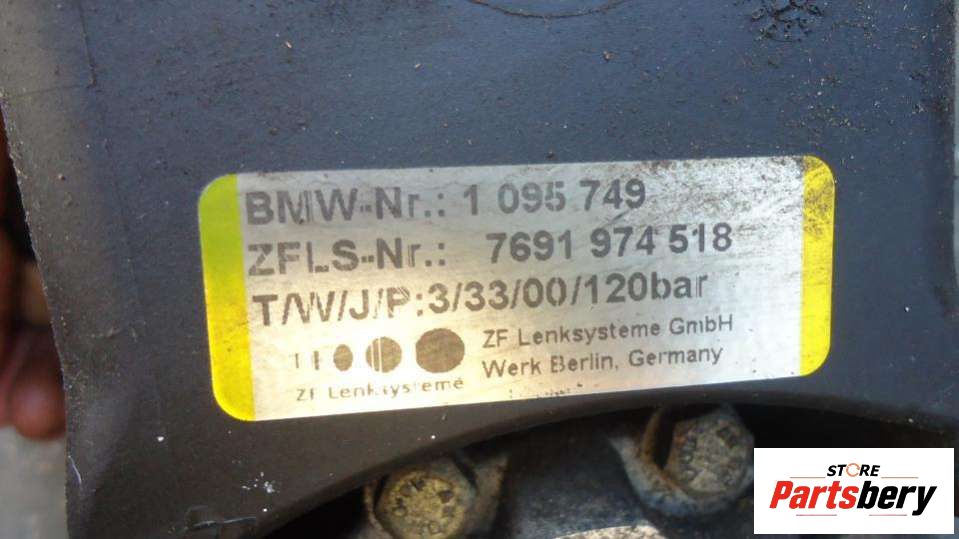 BMW-Nr.: 1 095 749
ZFLS-Nr.: 7691 974 518
T/W/J/P:3/33/00/120bar
ZF Lenksysteme GmbH
Werk Berlin, Germany
ZF Lenksysteme
STORE
Partsbery